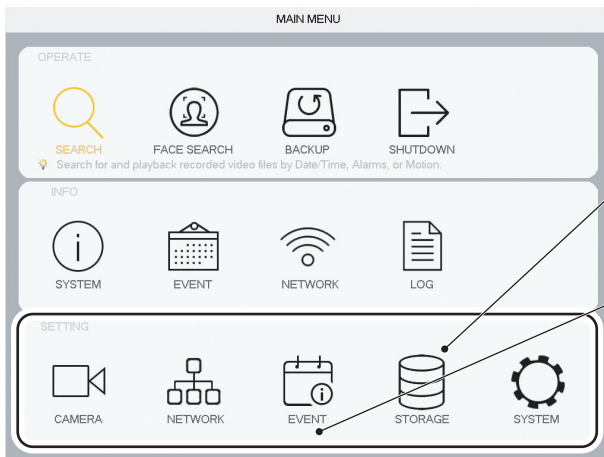 MAIN MENU
OPERATE
SEARCH FACE SEARCH BACKUP SHUTDOWN
Search for and playback recorded video files by Date/Time, Alarms, or Motion.
INFO
SYSTEM EVENT NETWORK LOG
SETTING
CAMERA NETWORK EVENT STORAGE SYSTEM